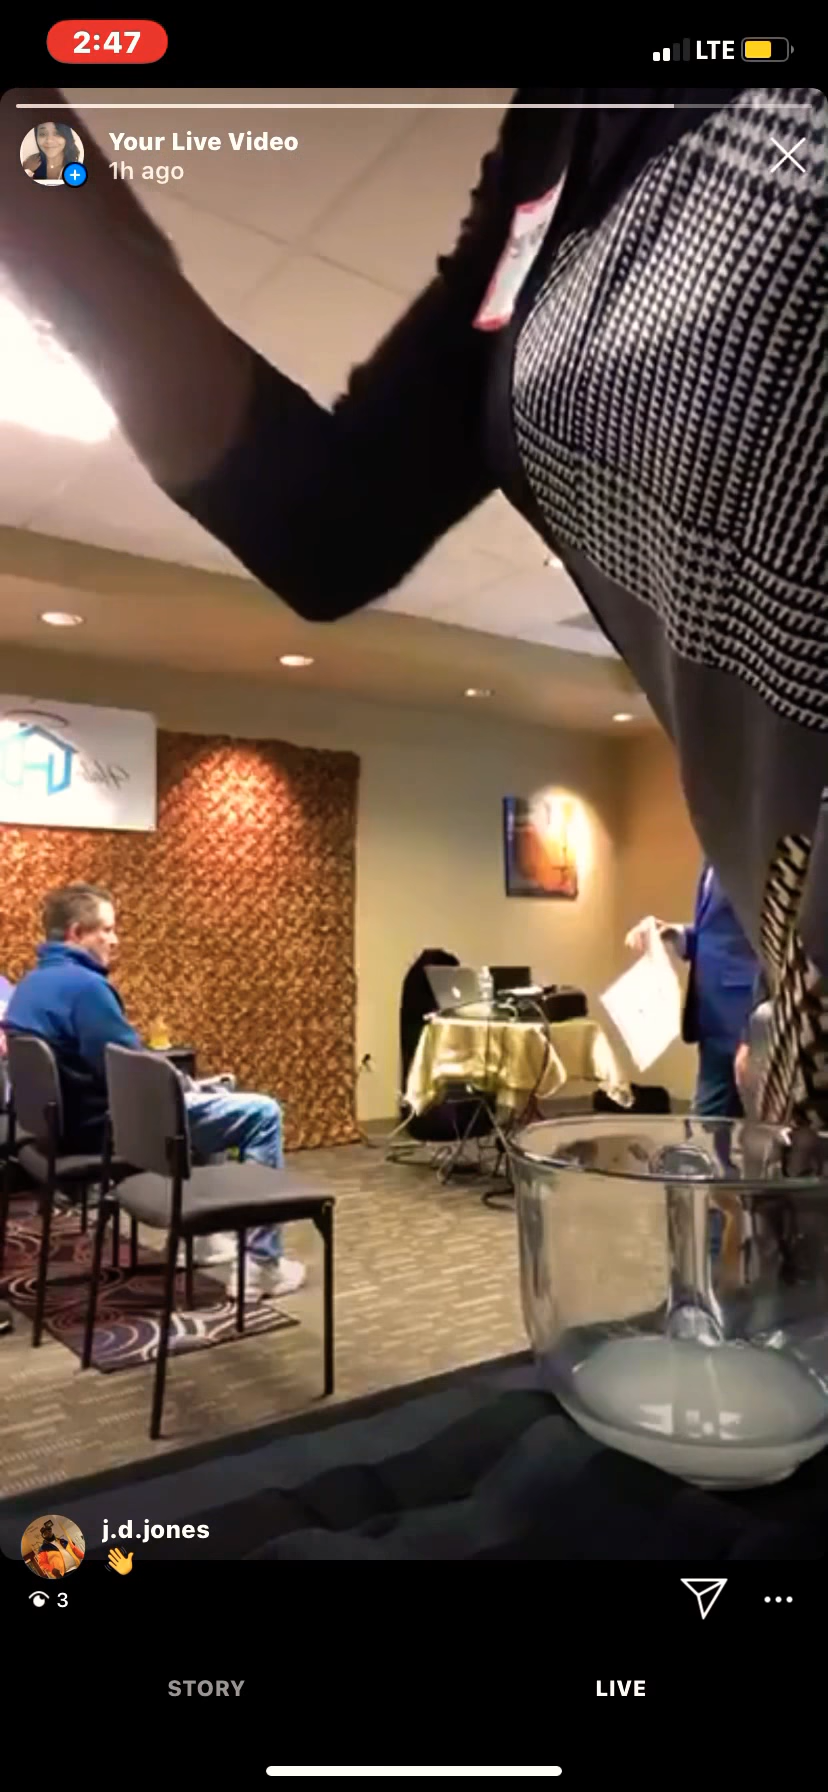 2:47
LTE
Your Live Video
1h ago
j.d.jones
👋
3
STORY
LIVE